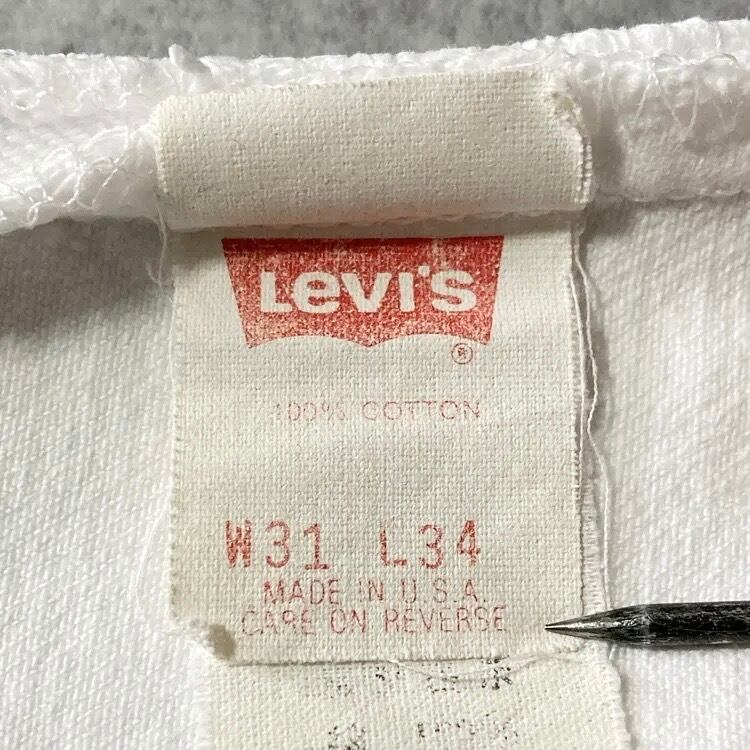 Levi's
®
100% COTTON
W31 L34
MADE IN U.S.A.
CARE ON REVERSE